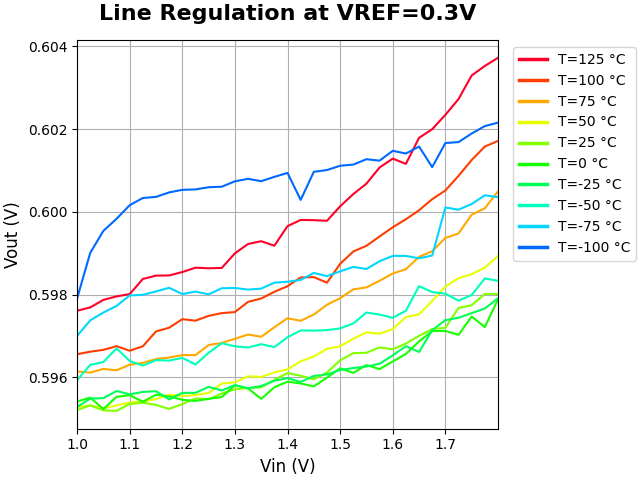 Line Regulation at VREF=0.3V
0.604
0.602
0.600
0.598
0.596
Vout (V)
1.0 1.1 1.2 1.3 1.4 1.5 1.6 1.7
Vin (V)
T=125 °C
T=100 °C
T=75 °C
T=50 °C
T=25 °C
T=0 °C
T=-25 °C
T=-50 °C
T=-75 °C
T=-100 °C